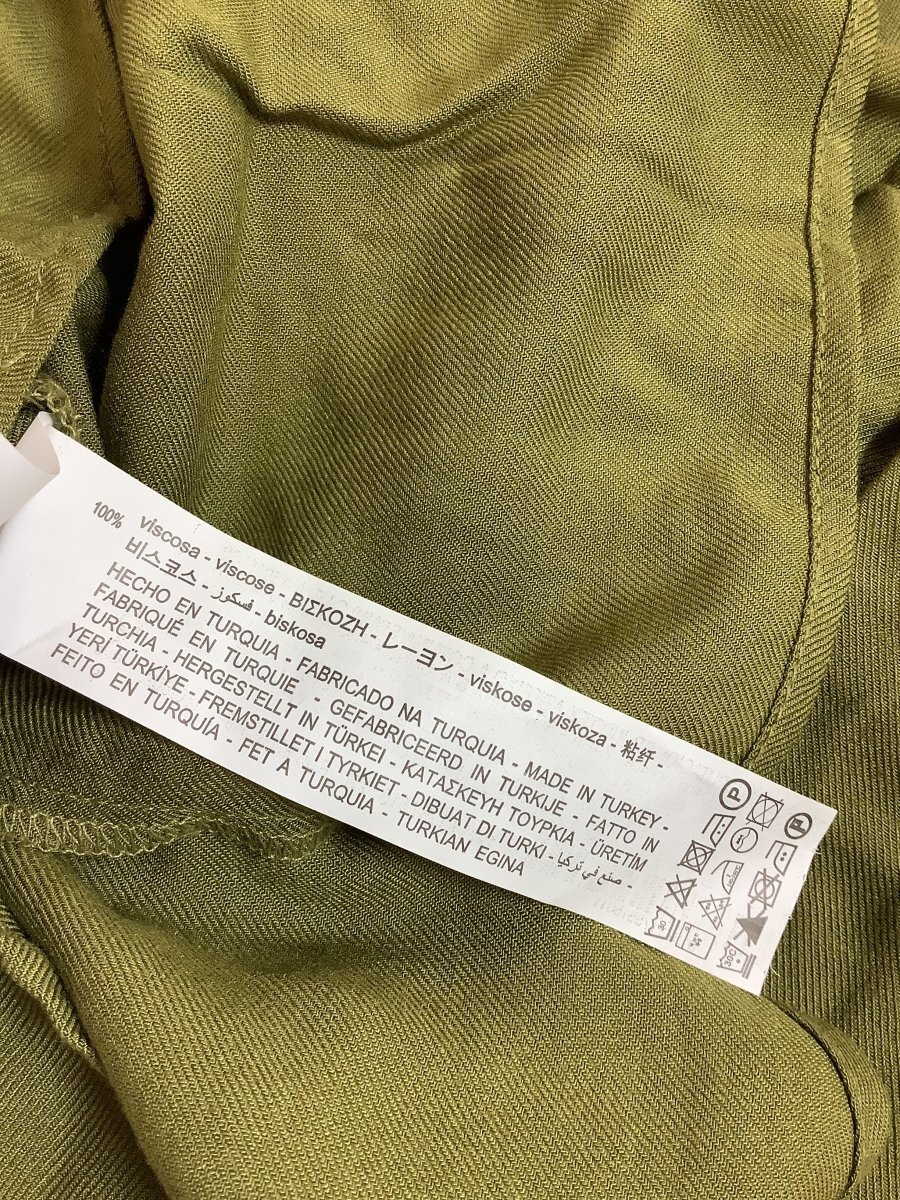 100% viscosa - viscose - ΒΙΣΚΟΖΗ - レーヨン - viskose - viskoza - 粘纤 -
비스코스 - فسكوز - biskosa
HECHO EN TURQUIA - FABRICADO NA TURQUIA - MADE IN TURKEY -
FABRIQUÉ EN TURQUIE - GEFABRICEERD IN TURKIJE - FATTO IN
TURCHIA - HERGESTELLT IN TÜRKEI - ΚΑΤΑΣΚΕΥΗ ΤΟΥΡΚΙΑ - ÜRETİM
YERİ TÜRKİYE - FREMSTILLET I TYRKIET - DIBUAT DI TURKI - صنع في تركيا -
FEITO EN TURQUÍA - FET A TURQUIA - TURKIAN EGINA
P
F
30
30C